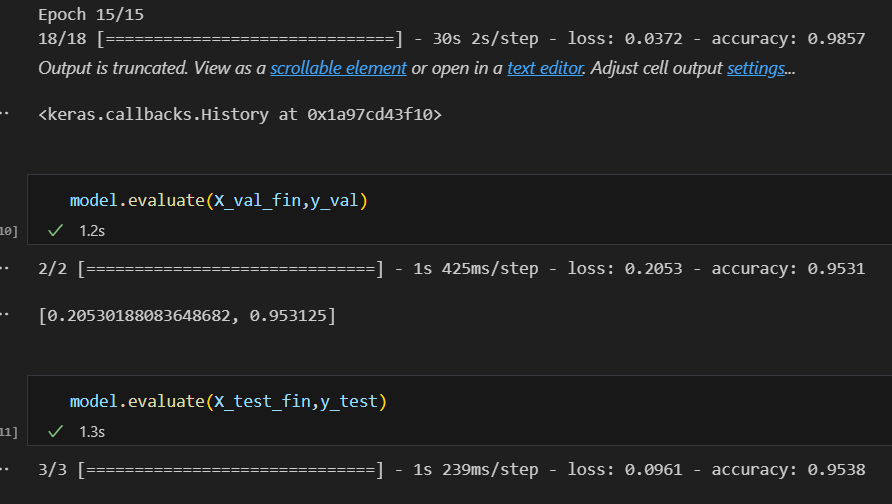 Epoch 15/15
18/18 [==============================] - 30s 2s/step - loss: 0.0372 - accuracy: 0.9857
Output is truncated. View as a scrollable element or open in a text editor. Adjust cell output settings...
<keras.callbacks.History at 0x1a97cd43f10>
model.evaluate(X_val_fin,y_val)
10]
1.2s
2/2 [==============================] - 1s 425ms/step - loss: 0.2053 - accuracy: 0.9531
[0.20530188083648682, 0.953125]
model.evaluate(X_test_fin,y_test)
11]
1.3s
3/3 [==============================] - 1s 239ms/step - loss: 0.0961 - accuracy: 0.9538